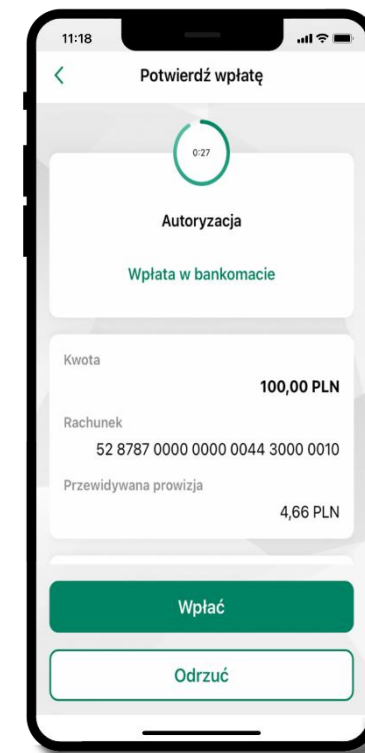 11:18
Potwierdź wpłatę
0:27
Autoryzacja
Wpłata w bankomacie
Kwota
100,00 PLN
Rachunek
52 8787 0000 0000 0044 3000 0010
Przewidywana prowizja
4,66 PLN
Wpłać
Odrzuć